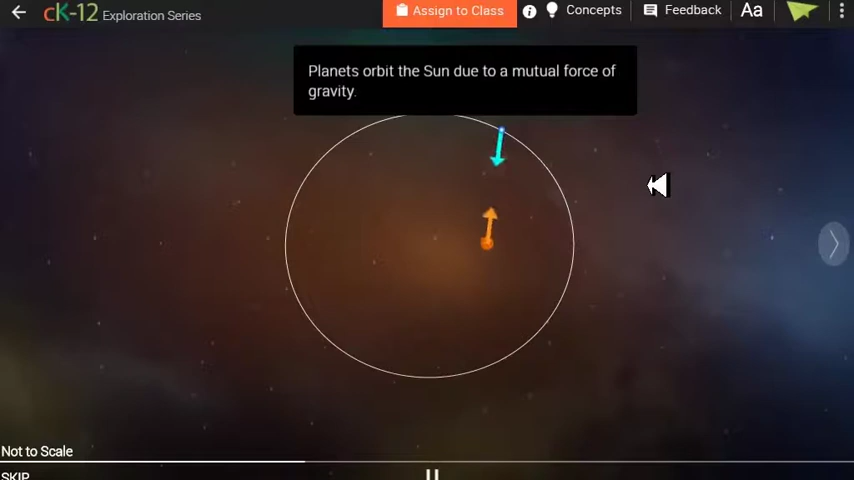 cK-12 Exploration Series
Assign to Class
Concepts
Feedback
Aa
Planets orbit the Sun due to a mutual force of
gravity.
Not to Scale
SKIP